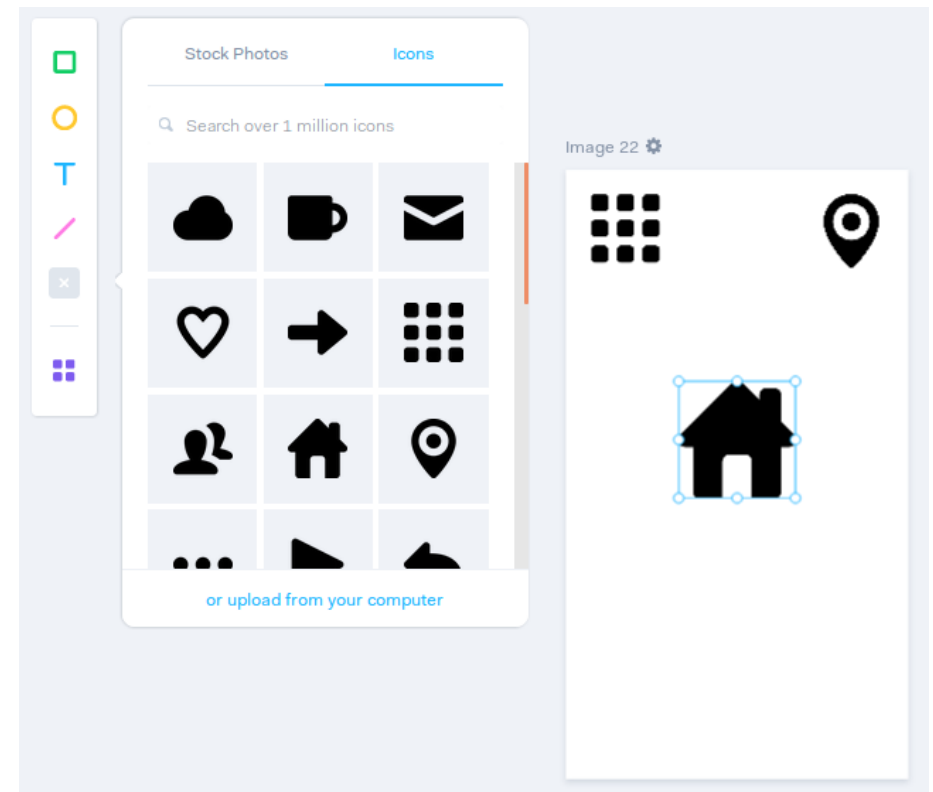 Stock Photos
Icons
Search over 1 million icons
Image 22
T
or upload from your computer